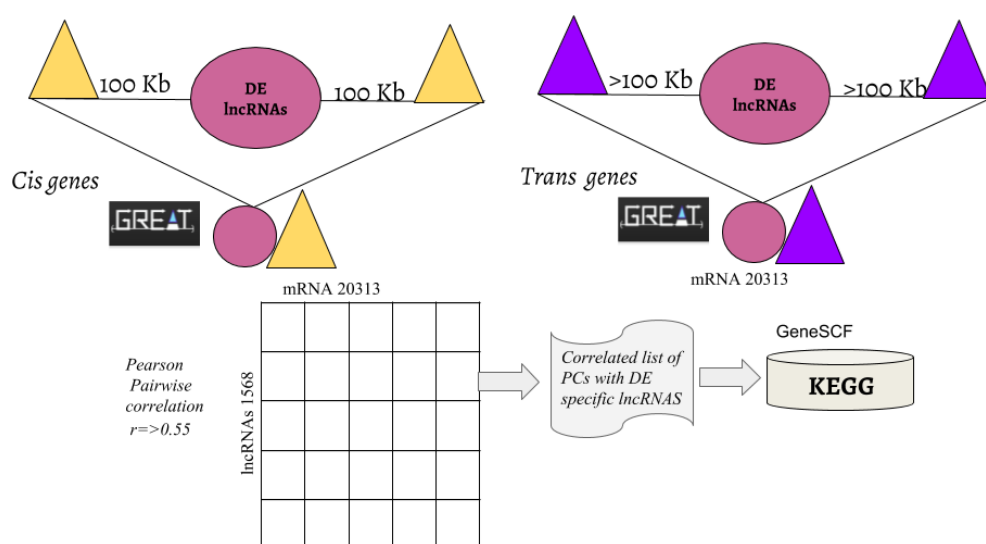 100 Kb
DE
lncRNAs
100 Kb
Cis genes
GREAT
>100 Kb
DE
lncRNAs
>100 Kb
Trans genes
GREAT
mRNA 20313
mRNA 20313
Pearson
Pairwise
correlation
r=>0.55
lncRNAs 1568
Correlated list of
PCs with DE
specific lncRNAS
GeneSCF
KEGG